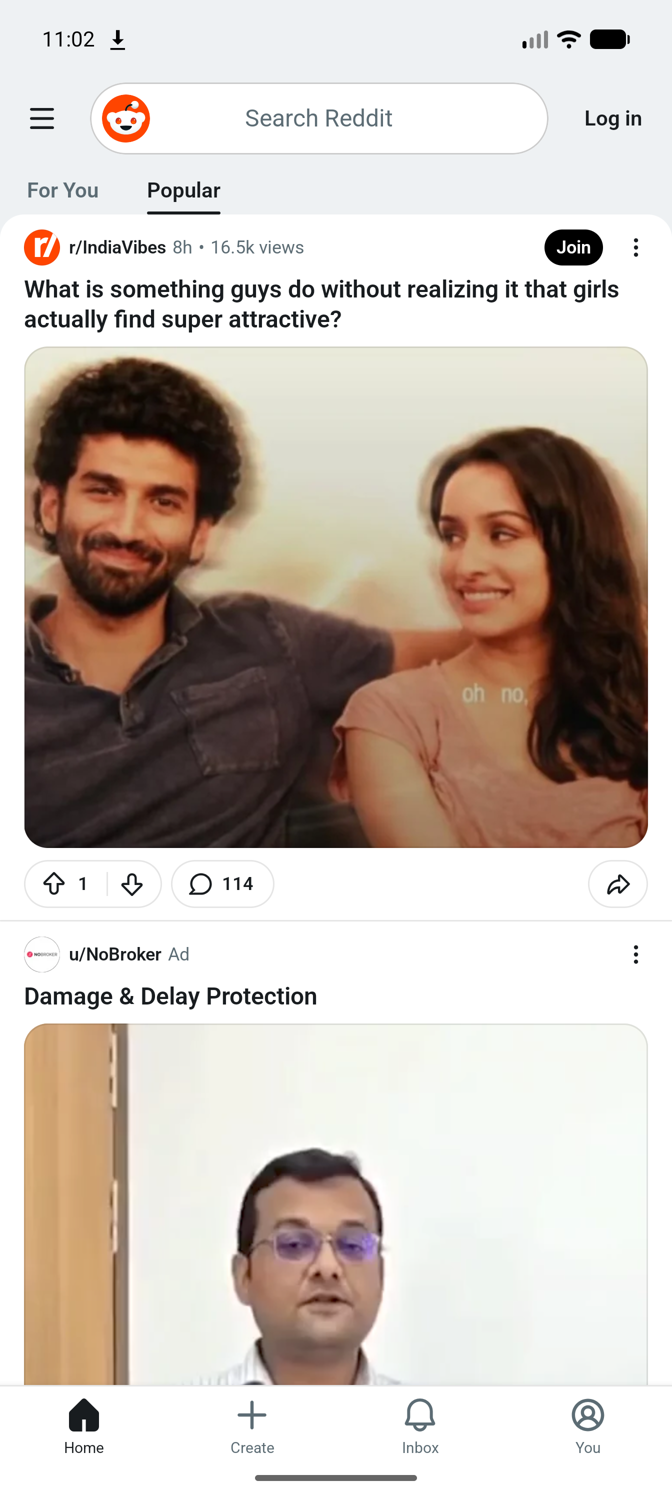 11:02
Search Reddit
Log in
For You
Popular
r/IndiaVibes 8h • 16.5k views
Join
What is something guys do without realizing it that girls
actually find super attractive?
oh no,
1
114
NOBROKER
u/NoBroker Ad
Damage & Delay Protection
Home
Create
Inbox
You